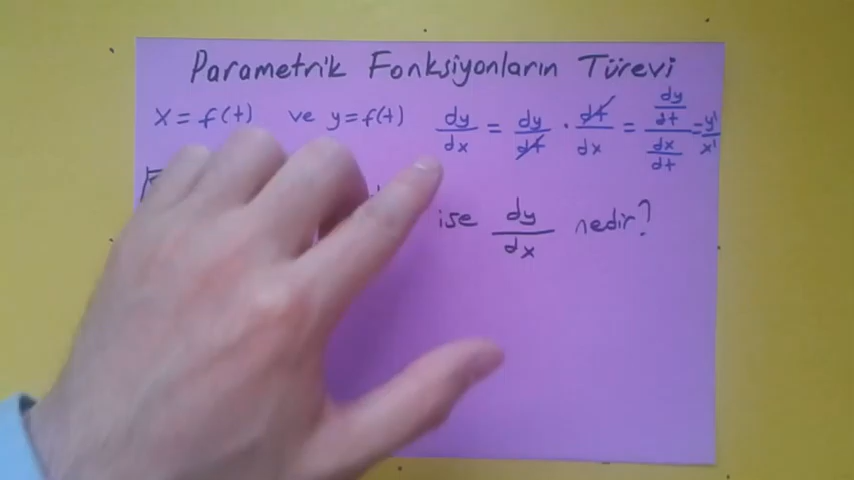 Parametrik Fonksiyonların Türevi
x = f(t) ve y = f(t) dy/dx = dy/dt · dt/dx = (dy/dt)/(dx/dt) = y'/x'
ise dy/dx nedir?